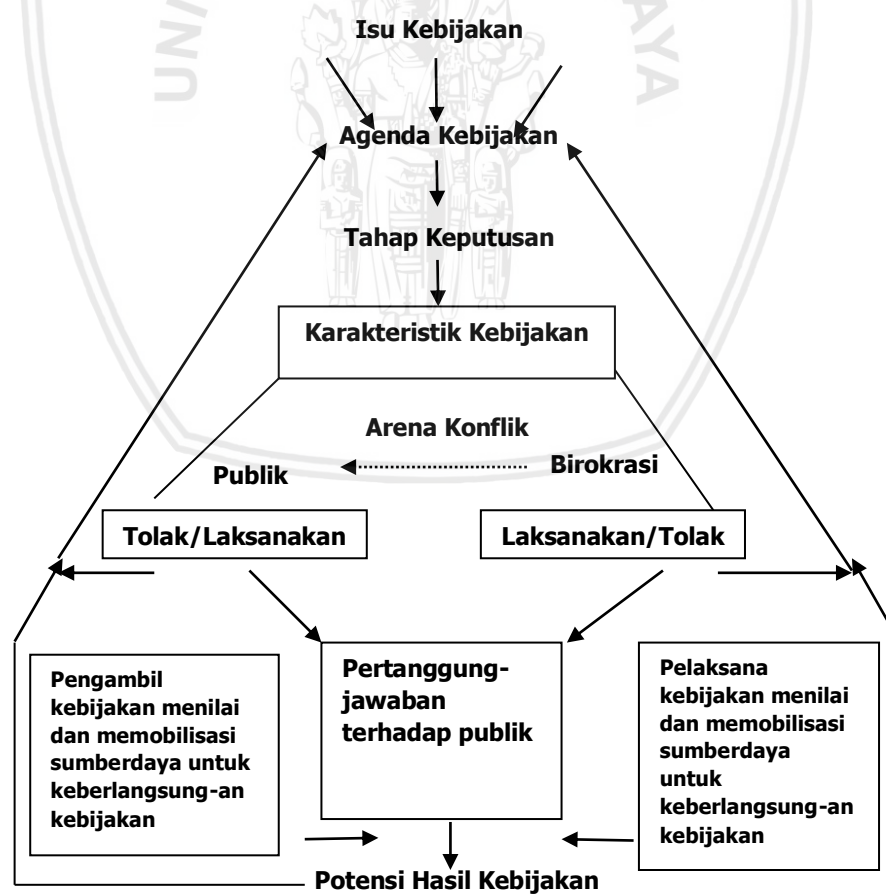 UNI
AYA
Isu Kebijakan
Agenda Kebijakan
Tahap Keputusan
Karakteristik Kebijakan
Arena Konflik
Publik
Birokrasi
Tolak/Laksanakan
Laksanakan/Tolak
Pengambil
kebijakan menilai
dan memobilisasi
sumberdaya untuk
keberlangsung-an
kebijakan
Pertanggung-
jawaban
terhadap publik
Pelaksana
kebijakan menilai
dan memobilisasi
sumberdaya
untuk
keberlangsung-an
kebijakan
Potensi Hasil Kebijakan